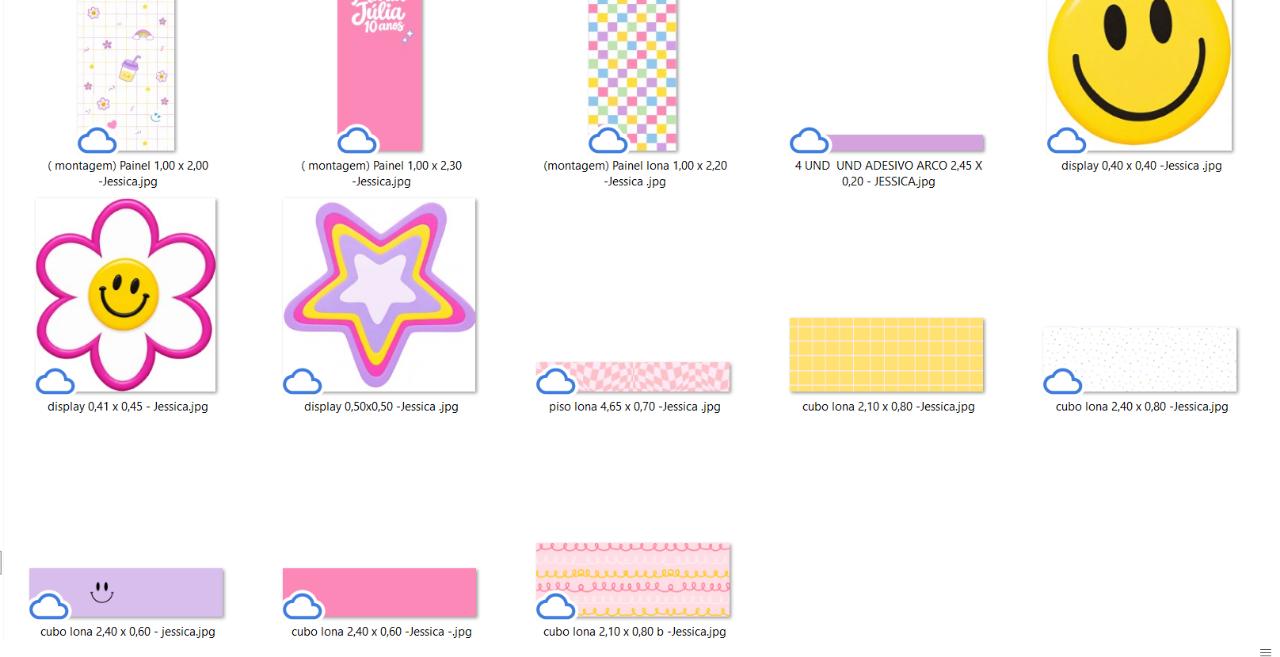 Júlia
10 anos
( montagem) Painel 1,00 x 2,00
-Jessica.jpg
( montagem) Painel 1,00 x 2,30
-Jessica.jpg
(montagem) Painel lona 1,00 x 2,20
-Jessica .jpg
4 UND  UND ADESIVO ARCO 2,45 X
0,20 - JESSICA.jpg
display 0,40 x 0,40 -Jessica .jpg
display 0,41 x 0,45 - Jessica.jpg
display 0,50x0,50 -Jessica .jpg
piso lona 4,65 x 0,70 -Jessica .jpg
cubo lona 2,10 x 0,80 -Jessica.jpg
cubo lona 2,40 x 0,80 -Jessica.jpg
cubo lona 2,40 x 0,60 - jessica.jpg
cubo lona 2,40 x 0,60 -Jessica -.jpg
cubo lona 2,10 x 0,80 b -Jessica.jpg